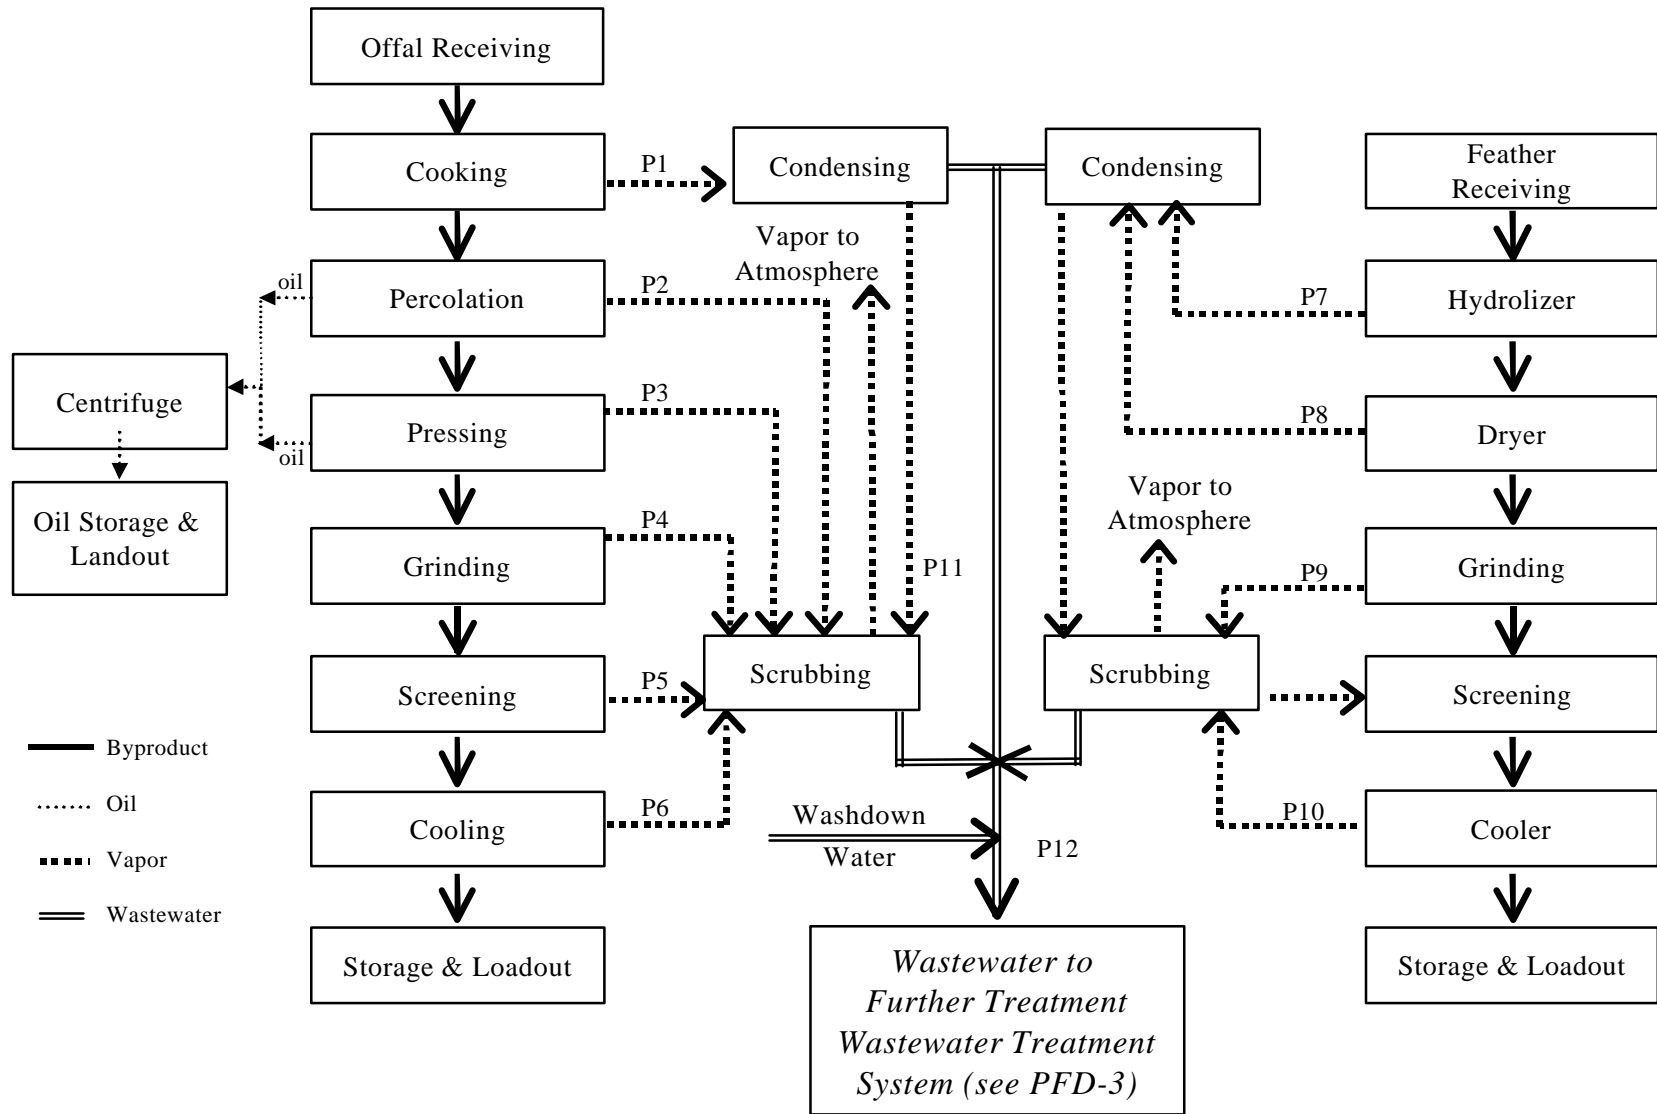 Offal Receiving
Cooking
P1
Condensing
Condensing
Feather
Receiving
Vapor to
Atmosphere
oil
Percolation
P2
P7
Hydrolizer
Centrifuge
P3
Pressing
oil
P8
Dryer
Oil Storage &
Landout
P4
Grinding
Vapor to
Atmosphere
P11
P9
Grinding
Screening
P5
Scrubbing
Scrubbing
Screening
Byproduct
Oil
Vapor
Wastewater
Cooling
P6
Washdown
Water
P12
P10
Cooler
Storage & Loadout
Wastewater to
Further Treatment
Wastewater Treatment
System (see PFD-3)
Storage & Loadout